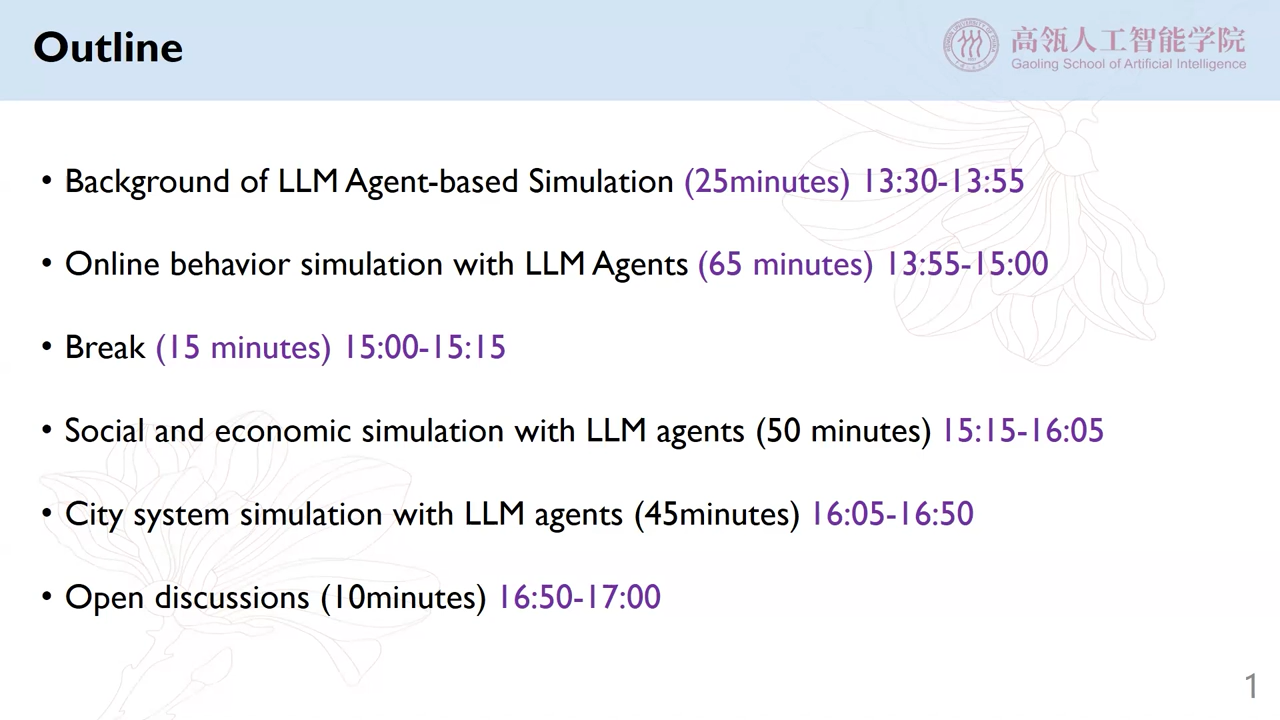 Outline
高瓴人工智能学院
Gaoling School of Artificial Intelligence
• Background of LLM Agent-based Simulation (25minutes) 13:30-13:55
• Online behavior simulation with LLM Agents (65 minutes) 13:55-15:00
• Break (15 minutes) 15:00-15:15
• Social and economic simulation with LLM agents (50 minutes) 15:15-16:05
• City system simulation with LLM agents (45minutes) 16:05-16:50
• Open discussions (10minutes) 16:50-17:00
1